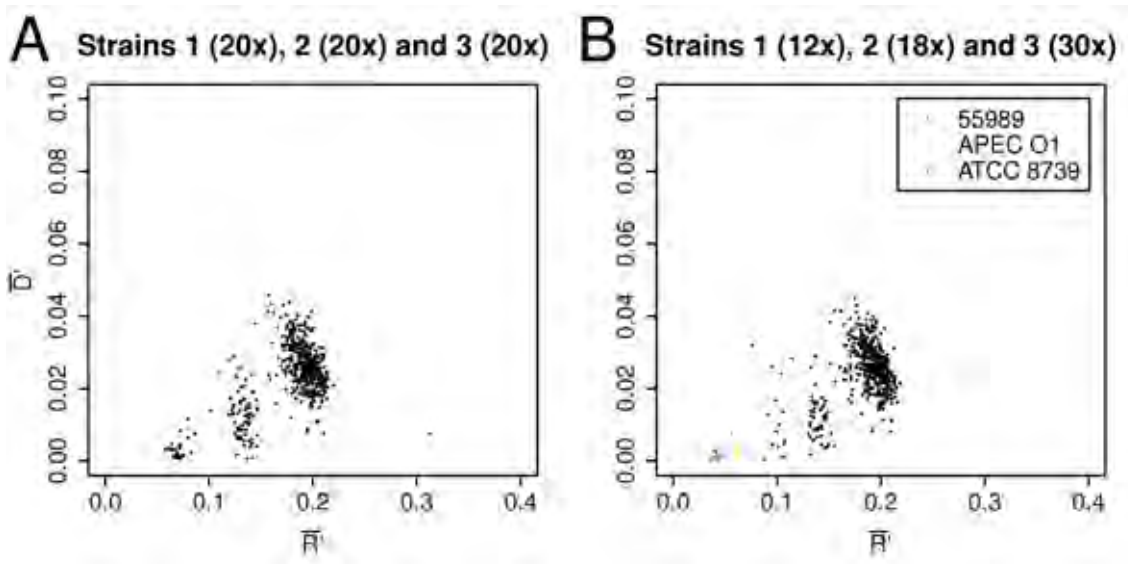 A Strains 1 (20x), 2 (20x) and 3 (20x)
B Strains 1 (12x), 2 (18x) and 3 (30x)
0.10
0.08
0.06
0.04
0.02
0.00
D̅'
0.0 0.1 0.2 0.3 0.4
R̅'
55989
APEC O1
ATCC 8739
0.10
0.08
0.06
0.04
0.02
0.00
0.0 0.1 0.2 0.3 0.4
R̅'